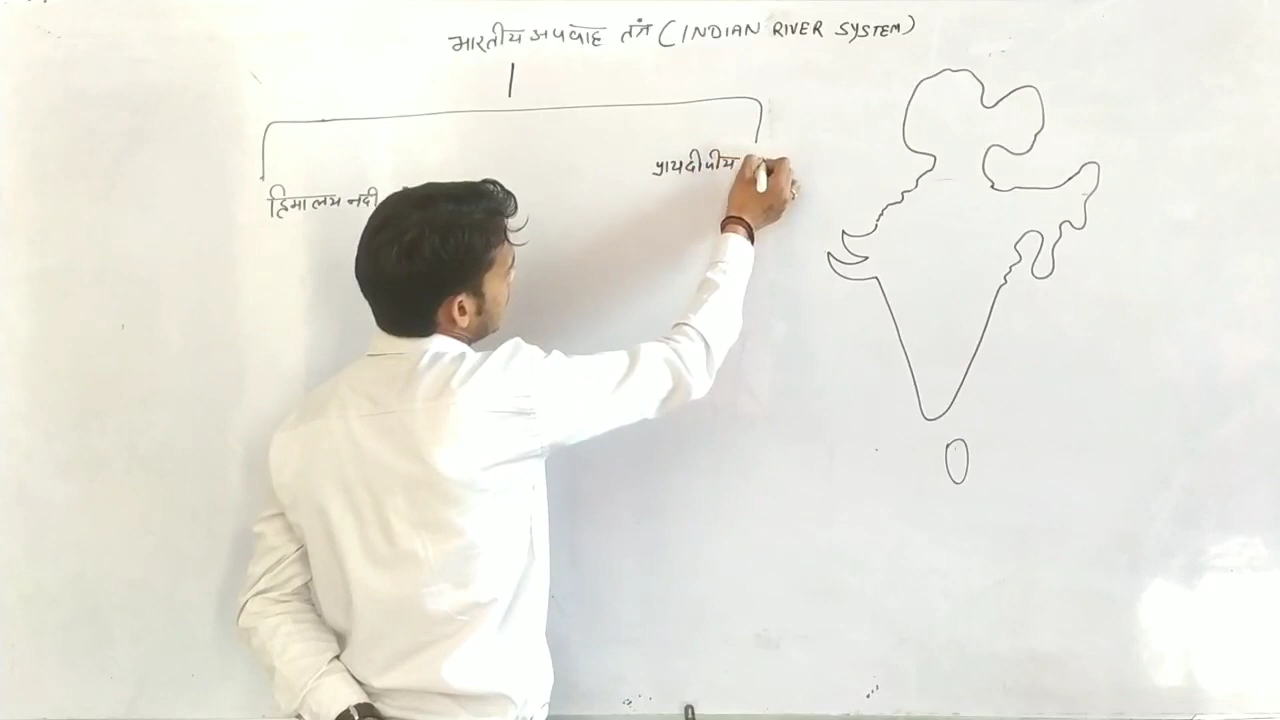 भारतीय अपवाह तंत्र (INDIAN RIVER SYSTEM)
हिमालय नदी
प्रायदीपीय